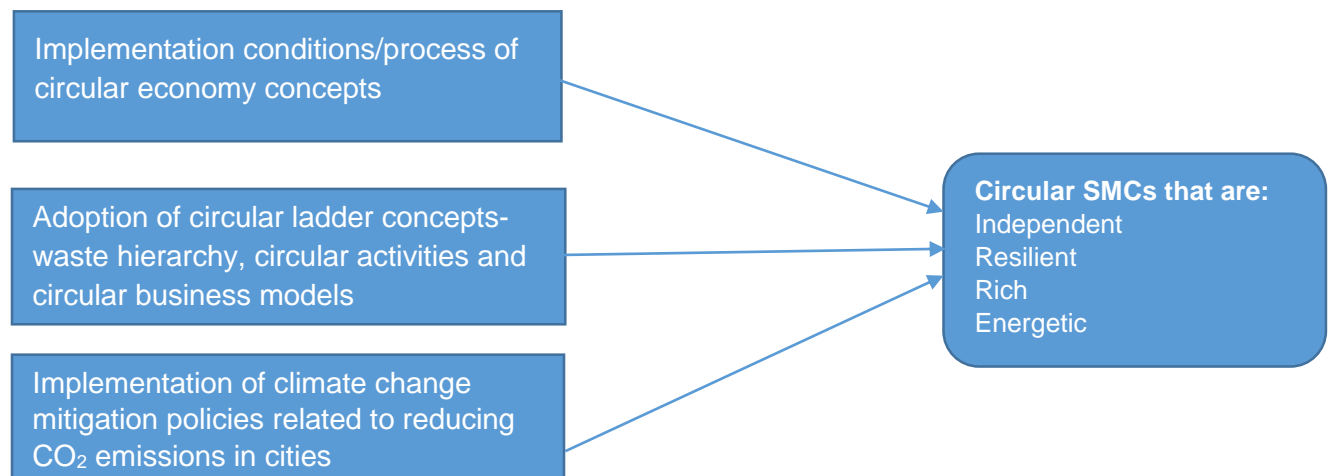 Implementation conditions/process of
circular economy concepts
Adoption of circular ladder concepts-
waste hierarchy, circular activities and
circular business models
Implementation of climate change
mitigation policies related to reducing
CO₂ emissions in cities
Circular SMCs that are:
Independent
Resilient
Rich
Energetic